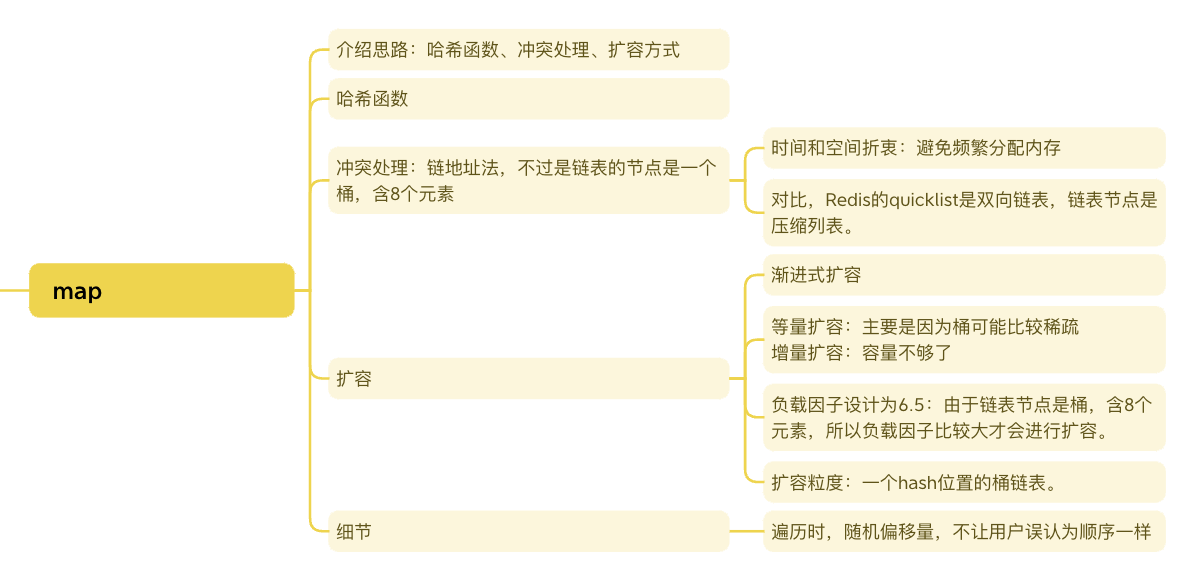 介绍思路：哈希函数、冲突处理、扩容方式
哈希函数
冲突处理：链地址法，不过是链表的节点是一个
桶，含8个元素
时间和空间折衷：避免频繁分配内存
对比，Redis的quicklist是双向链表，链表节点是
压缩列表。
map
扩容
渐进式扩容
等量扩容：主要是因为桶可能比较稀疏
增量扩容：容量不够了
负载因子设计为6.5：由于链表节点是桶，含8个
元素，所以负载因子比较大才会进行扩容。
扩容粒度：一个hash位置的桶链表。
细节
遍历时，随机偏移量，不让用户误认为顺序一样